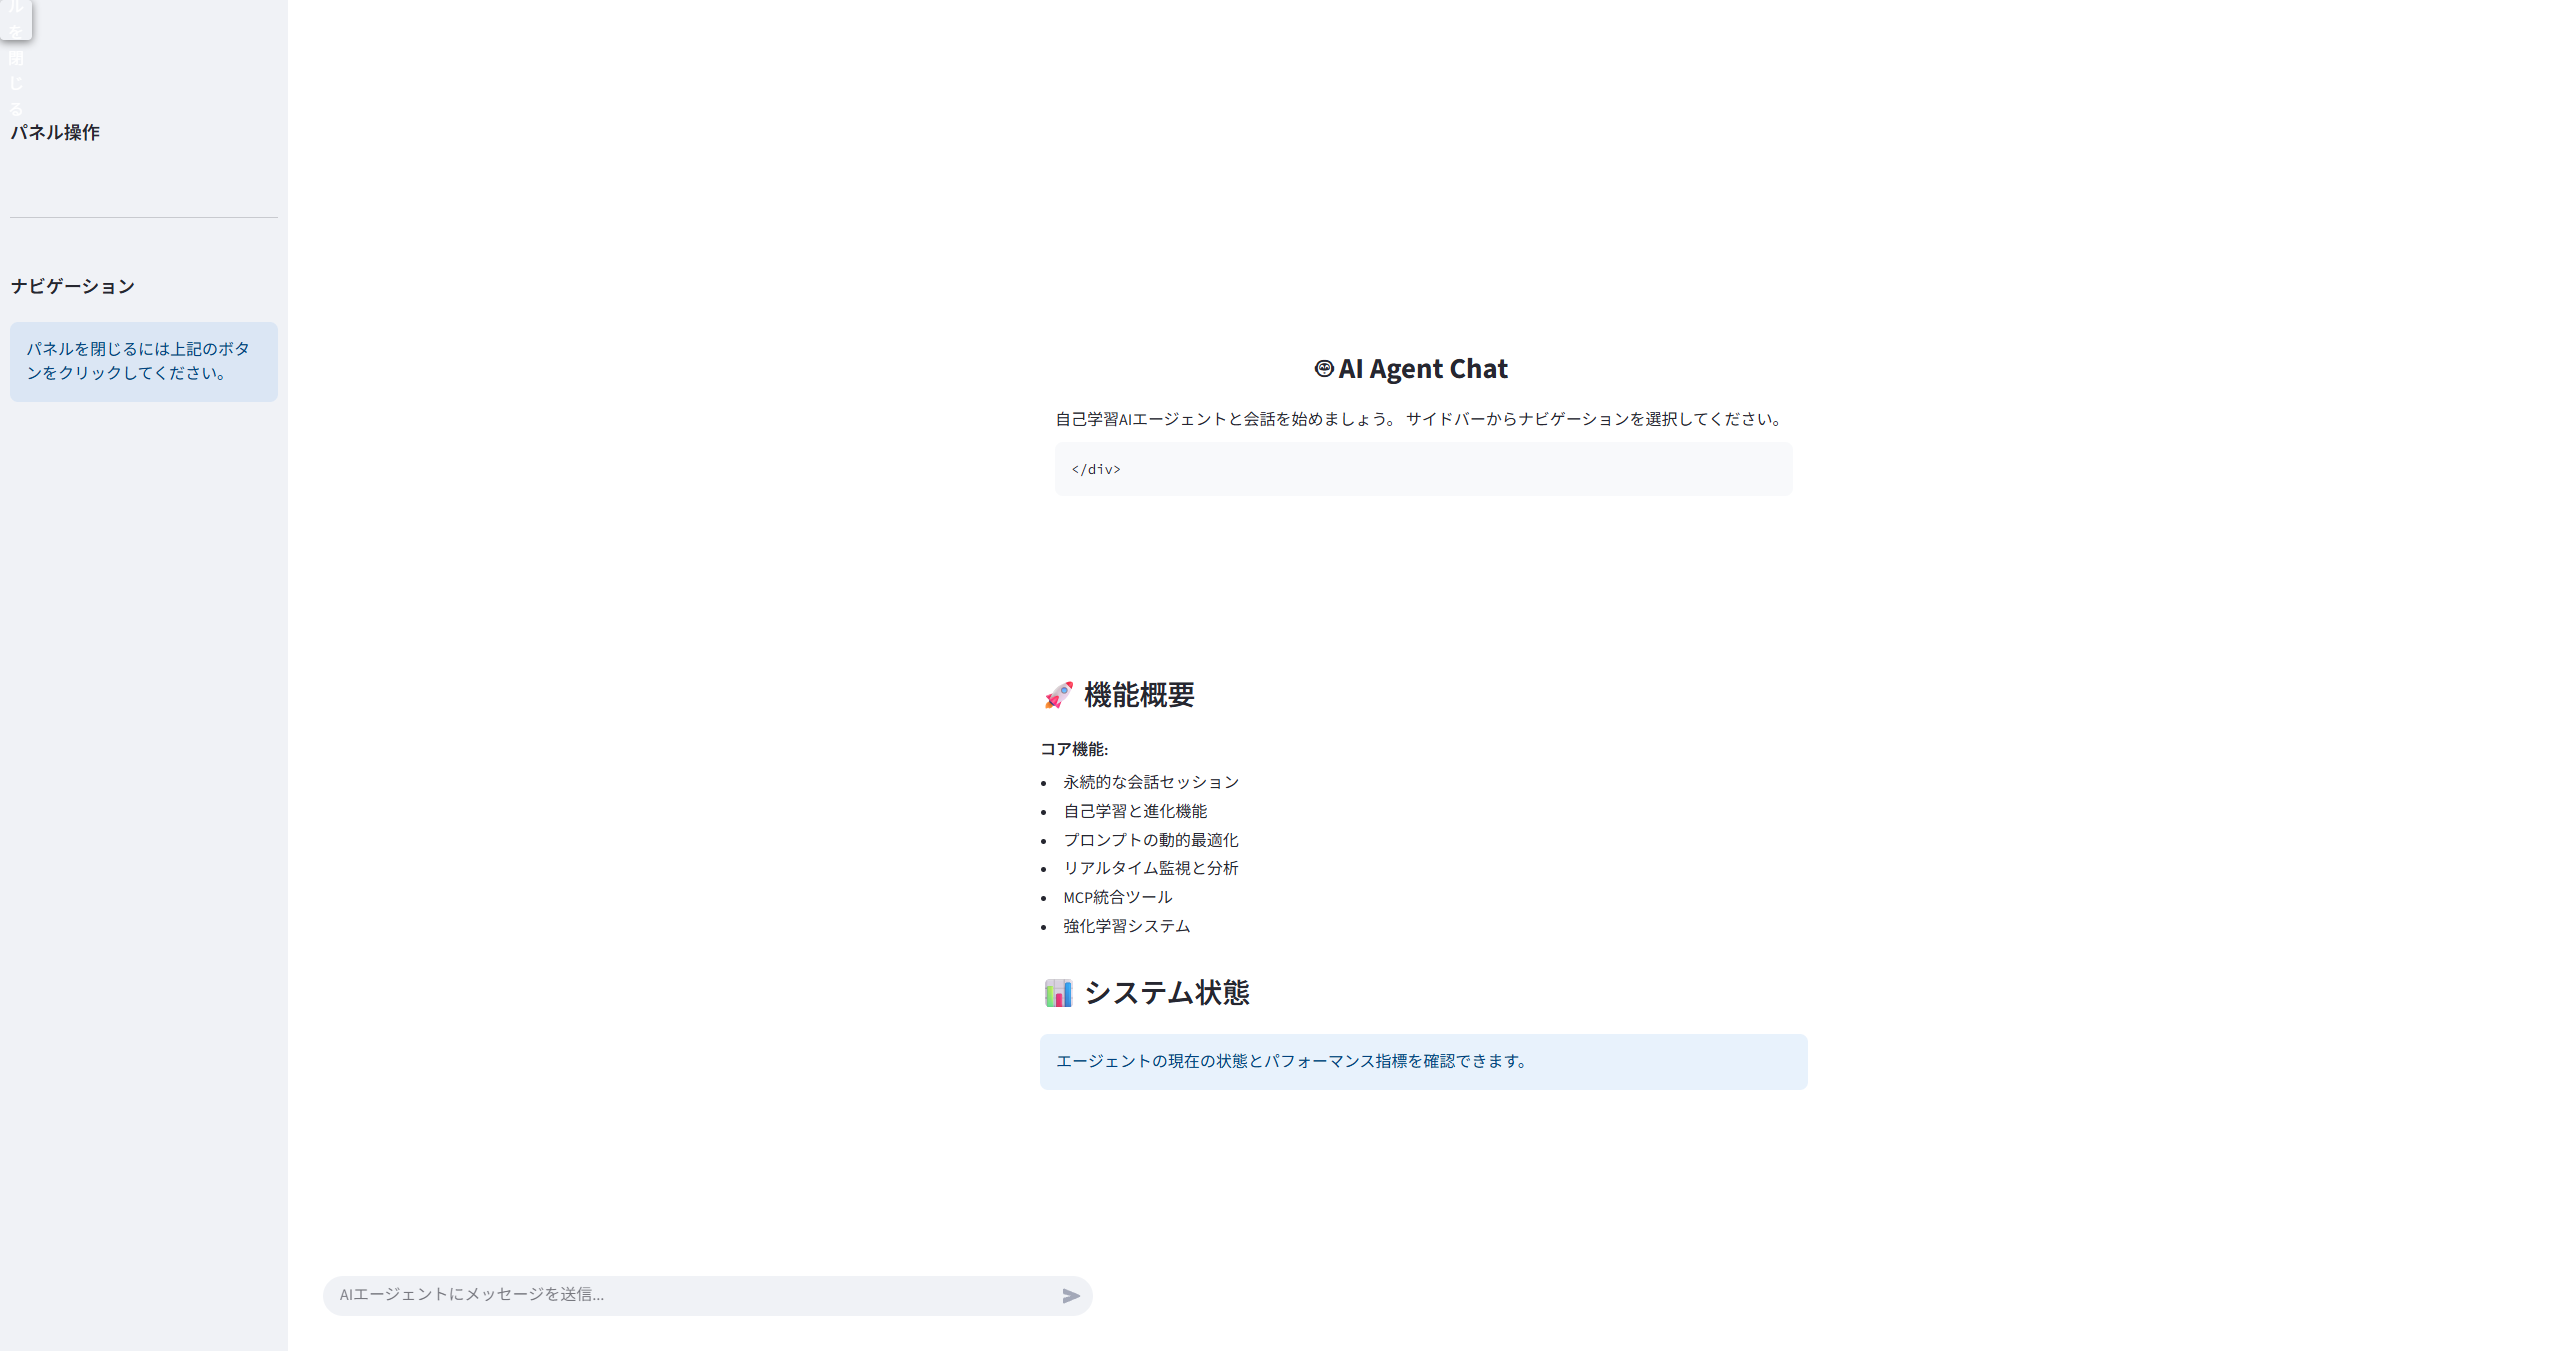 ル
を
閉
じ
る
パネル操作
ナビゲーション
パネルを閉じるには上記のボタ
ンをクリックしてください。
AI Agent Chat
自己学習AIエージェントと会話を始めましょう。 サイドバーからナビゲーションを選択してください。
</div>
🚀 機能概要
コア機能:
• 永続的な会話セッション
• 自己学習と進化機能
• プロンプトの動的最適化
• リアルタイム監視と分析
• MCP統合ツール
• 強化学習システム
📊 システム状態
エージェントの現在の状態とパフォーマンス指標を確認できます。
AIエージェントにメッセージを送信...